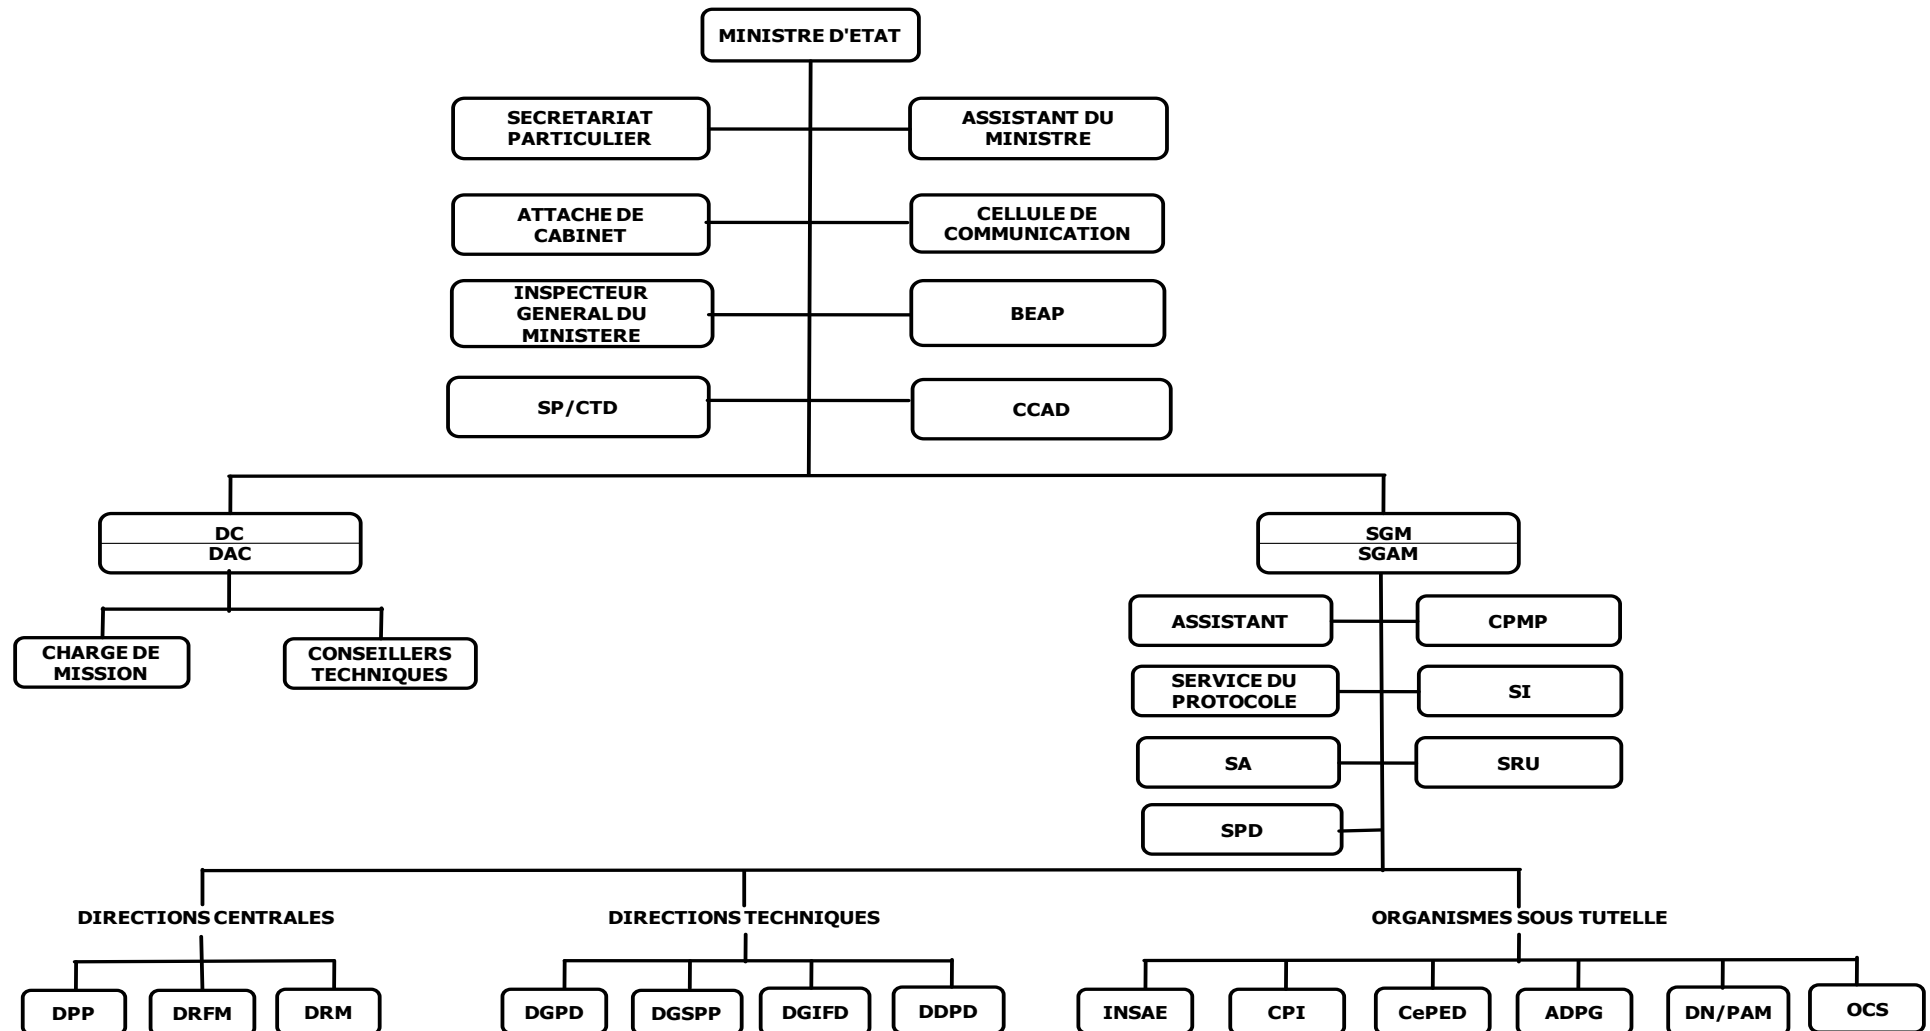 MINISTRE D'ETAT
SECRETARIAT
PARTICULIER
ASSISTANT DU
MINISTRE
ATTACHE DE
CABINET
CELLULE DE
COMMUNICATION
INSPECTEUR
GENERAL DU
MINISTERE
BEAP
SP/CTD
CCAD
DC
DAC
SGM
SGAM
CHARGE DE
MISSION
CONSEILLERS
TECHNIQUES
ASSISTANT
CPMP
SERVICE DU
PROTOCOLE
SI
SA
SRU
SPD
DIRECTIONS CENTRALES
DIRECTIONS TECHNIQUES
ORGANISMES SOUS TUTELLE
DPP
DRFM
DRM
DGPD
DGSPP
DGIFD
DDPD
INSAE
CPI
CePED
ADPG
DN/PAM
OCS